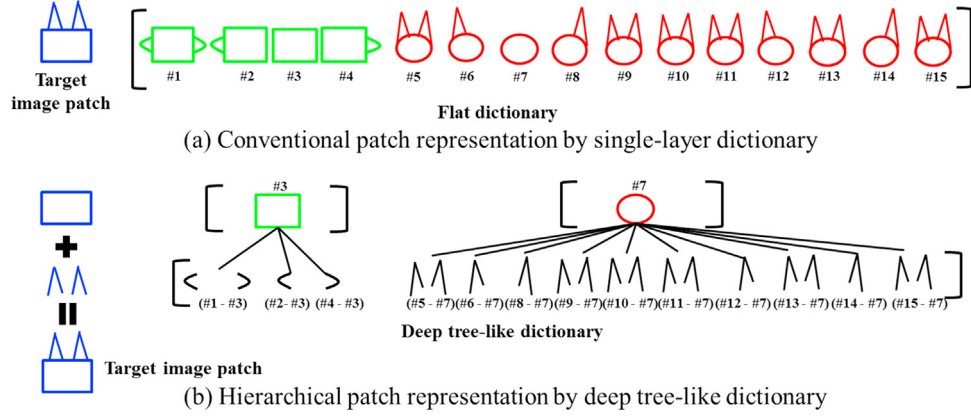 Target
image patch
#1 #2 #3 #4 #5 #6 #7 #8 #9 #10 #11 #12 #13 #14 #15
Flat dictionary
(a) Conventional patch representation by single-layer dictionary
#3 #7
(#1 - #3) (#2 - #3) (#4 - #3) (#5 - #7) (#6 - #7) (#8 - #7) (#9 - #7) (#10 - #7) (#11 - #7) (#12 - #7) (#13 - #7) (#14 - #7) (#15 - #7)
Deep tree-like dictionary
Target image patch
(b) Hierarchical patch representation by deep tree-like dictionary